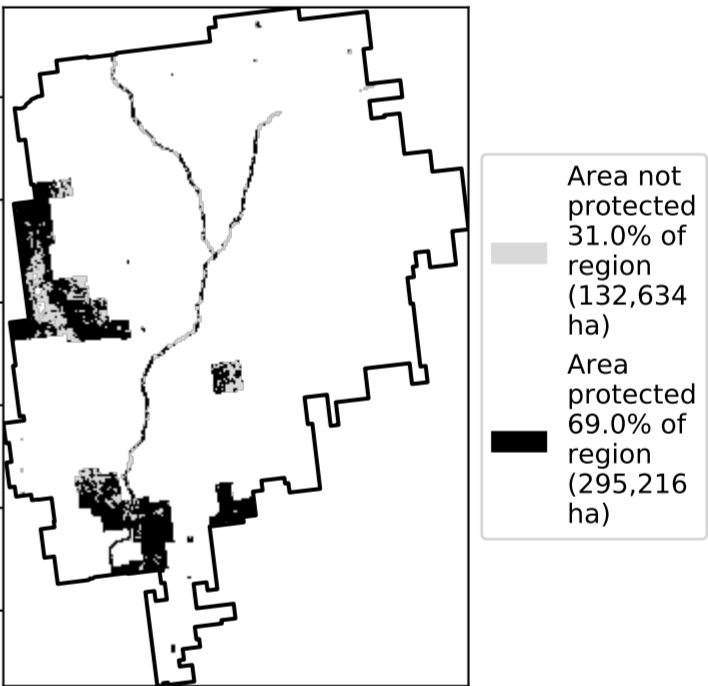 Area not
protected
31.0% of
region
(132,634
ha)
Area
protected
69.0% of
region
(295,216
ha)